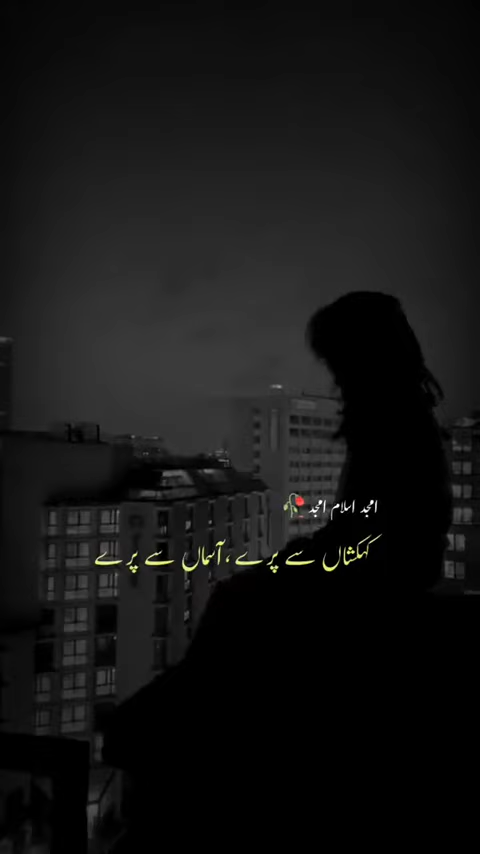 امجد اسلام امجد 🥀
کہکشاں سے پرے ، آسماں سے پرے